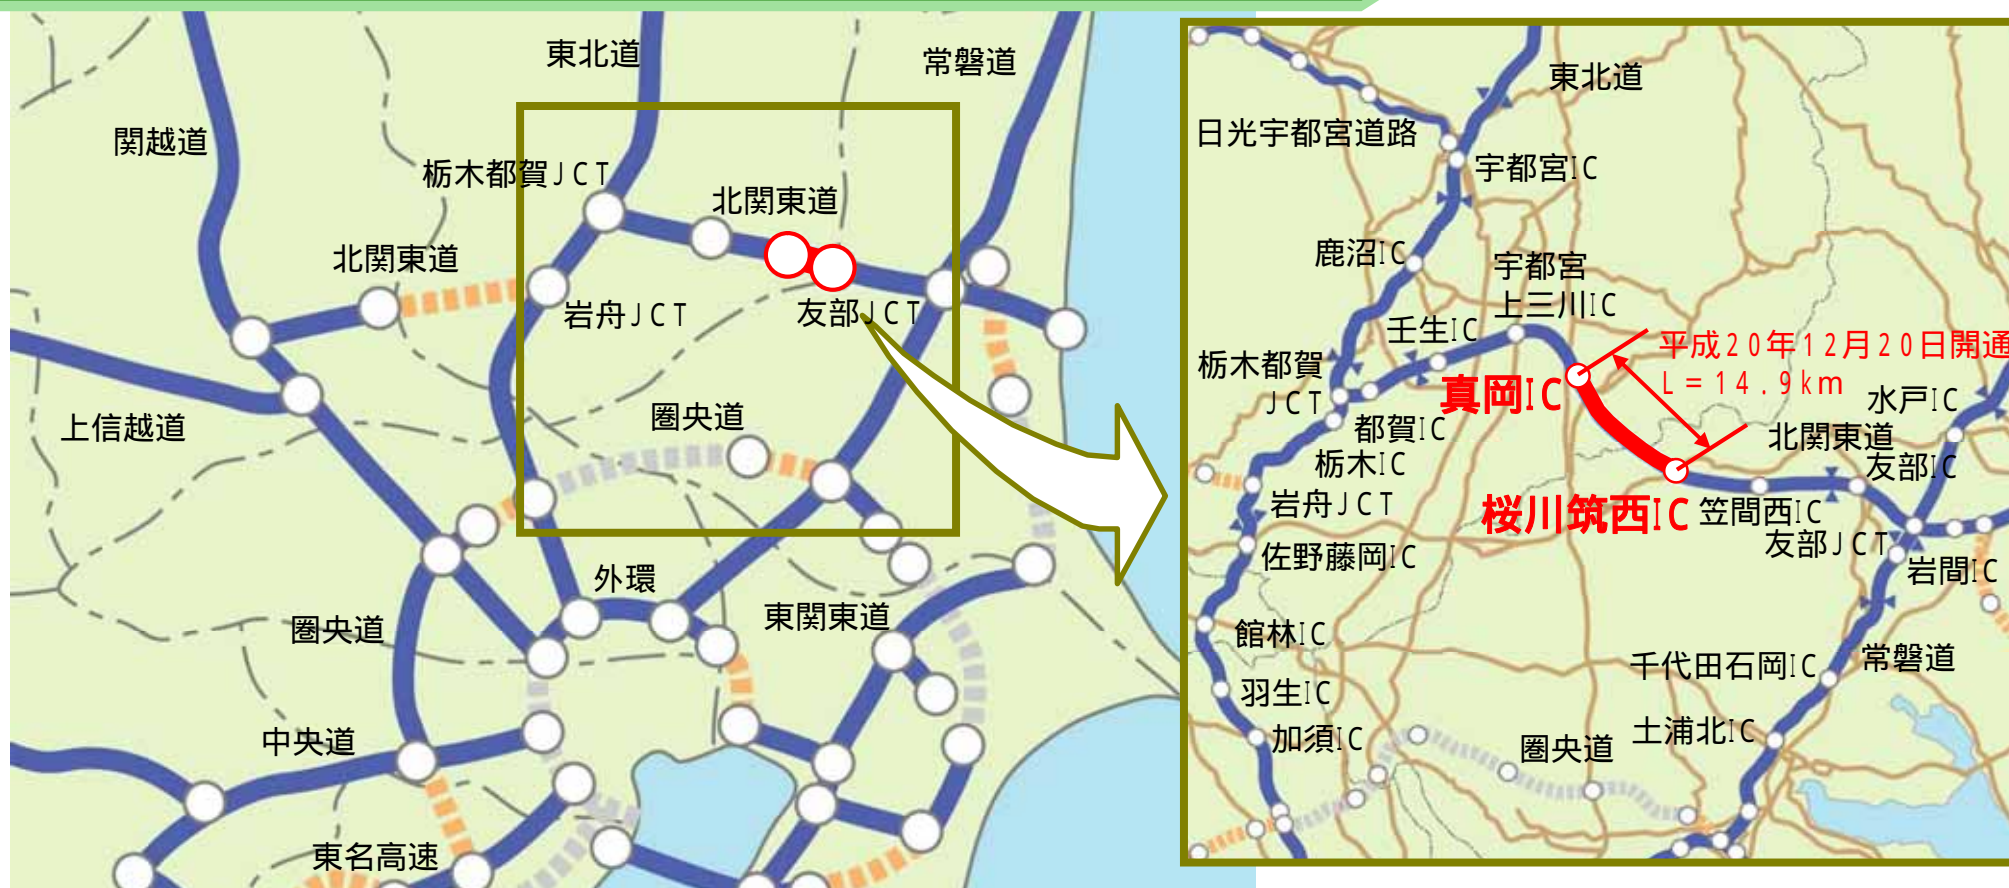 東北道
常磐道
関越道
栃木都賀JCT
北関東道
北関東道
岩舟JCT
友部JCT
上信越道
圏央道
外環
圏央道
東関東道
中央道
東名高速
東北道
日光宇都宮道路
宇都宮IC
鹿沼IC
宇都宮
上三川IC
壬生IC
平成20年12月20日開通
L=14.9km
栃木都賀
JCT
真岡IC
水戸IC
都賀IC
北関東道
栃木IC
友部IC
岩舟JCT
桜川筑西IC
笠間西IC
友部JCT
佐野藤岡IC
岩間IC
館林IC
常磐道
千代田石岡IC
羽生IC
土浦北IC
加須IC
圏央道